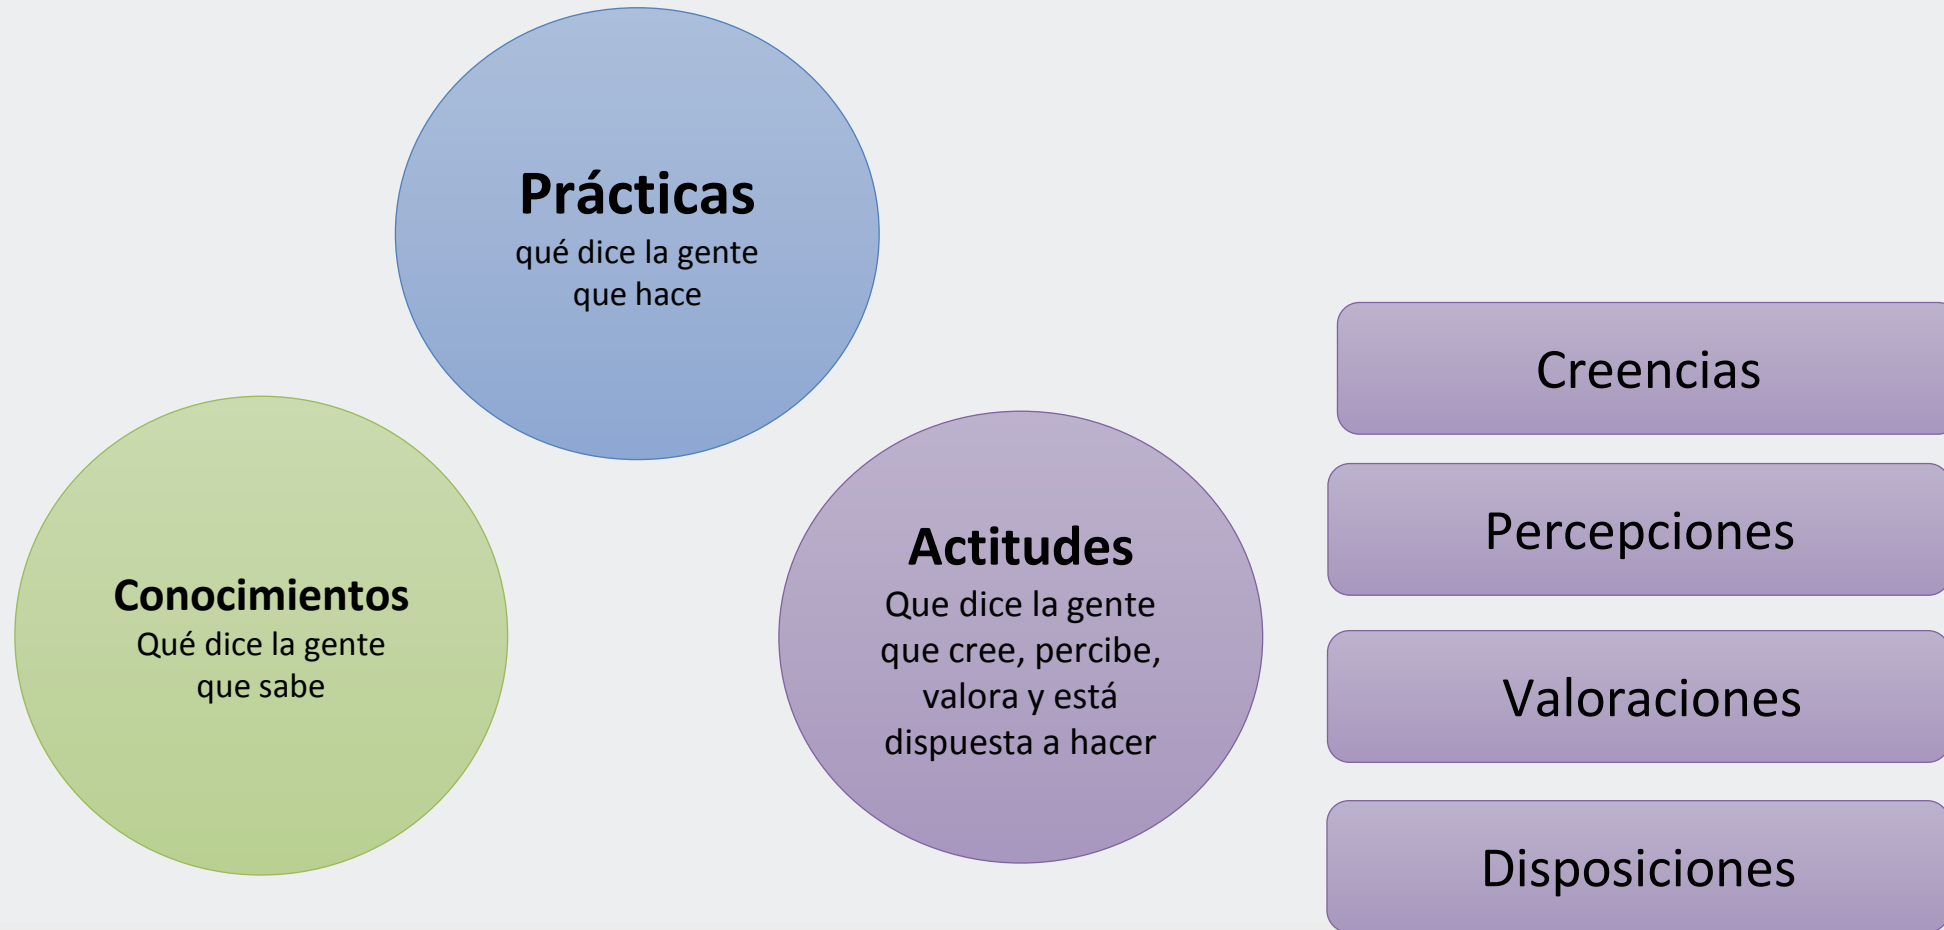 Prácticas
qué dice la gente
que hace
Conocimientos
Qué dice la gente
que sabe
Actitudes
Que dice la gente
que cree, percibe,
valora y está
dispuesta a hacer
Creencias
Percepciones
Valoraciones
Disposiciones